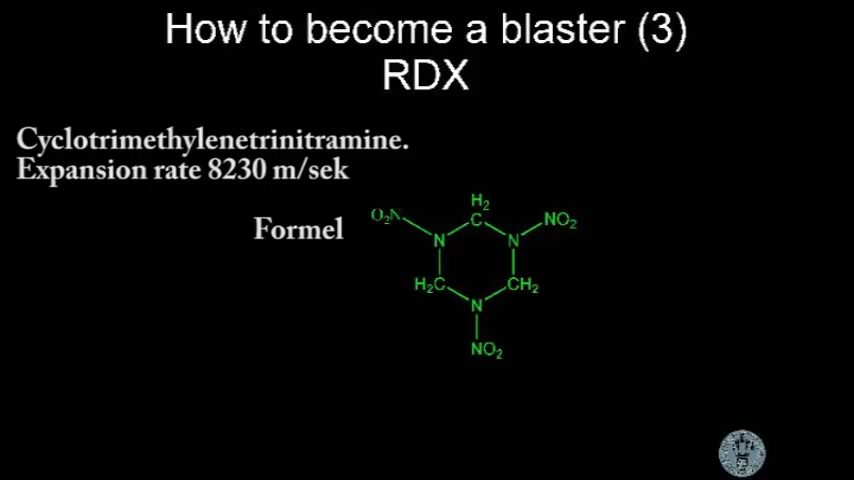 How to become a blaster (3)
RDX
Cyclotrimethylenetrinitramine.
Expansion rate 8230 m/sek
Formel
H₂
O₂N C NO₂
N N
H₂C CH₂
N
NO₂